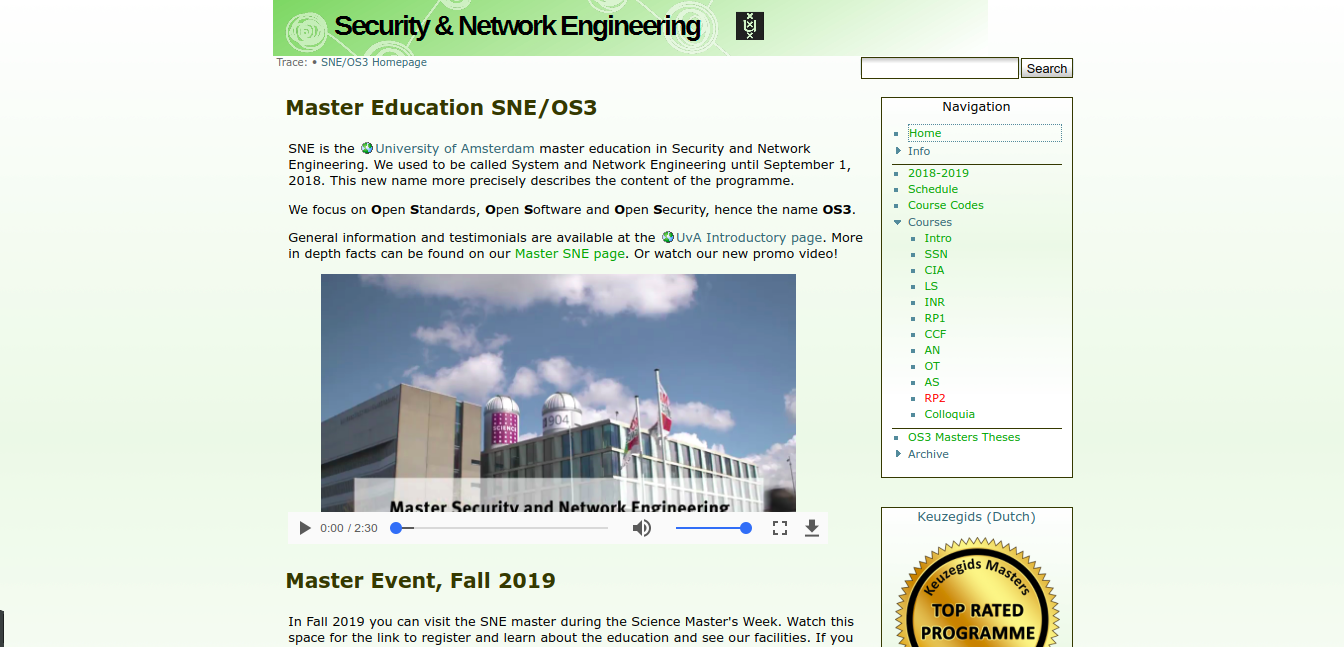 Security & Network Engineering
Trace: • SNE/OS3 Homepage
Search
Master Education SNE/OS3
SNE is the University of Amsterdam master education in Security and Network
Engineering. We used to be called System and Network Engineering until September 1,
2018. This new name more precisely describes the content of the programme.
We focus on Open Standards, Open Software and Open Security, hence the name OS3.
General information and testimonials are available at the UvA Introductory page. More
in depth facts can be found on our Master SNE page. Or watch our new promo video!
SCIENCE
904
Master Security and Network Engineering
0:00 / 2:30
Master Event, Fall 2019
In Fall 2019 you can visit the SNE master during the Science Master's Week. Watch this
space for the link to register and learn about the education and see our facilities. If you
Navigation
Home
Info
2018-2019
Schedule
Course Codes
Courses
Intro
SSN
CIA
LS
INR
RP1
CCF
AN
OT
AS
RP2
Colloquia
OS3 Masters Theses
Archive
Keuzegids (Dutch)
Keuzegids Masters
TOP RATED
PROGRAMME